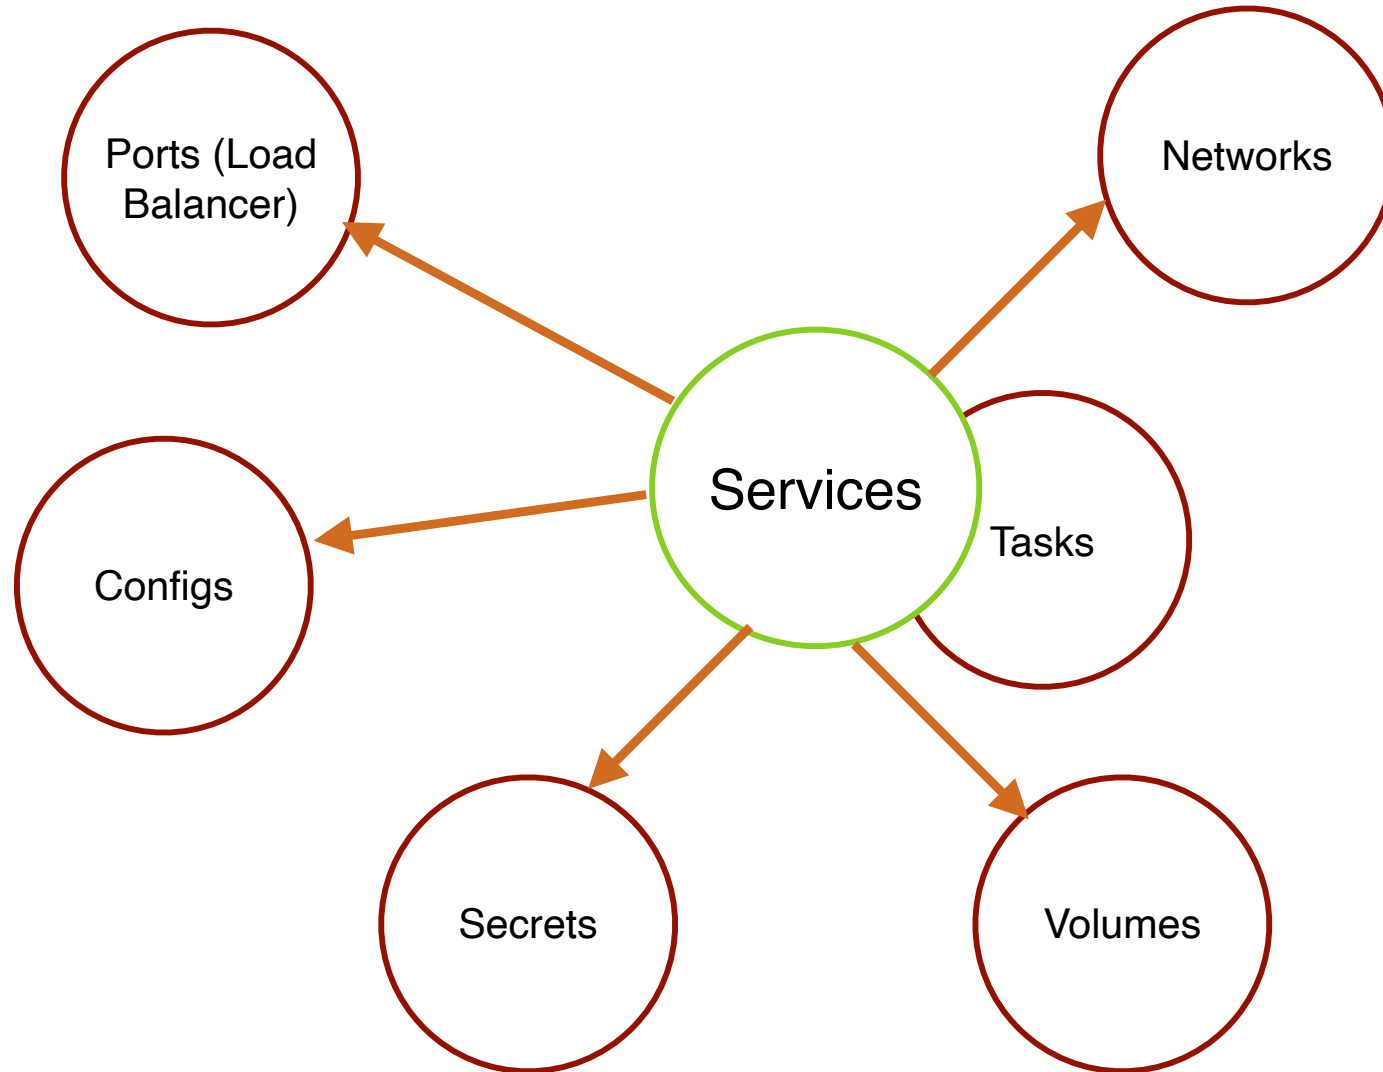 Ports (Load
Balancer)
Networks
Services
Tasks
Configs
Secrets
Volumes